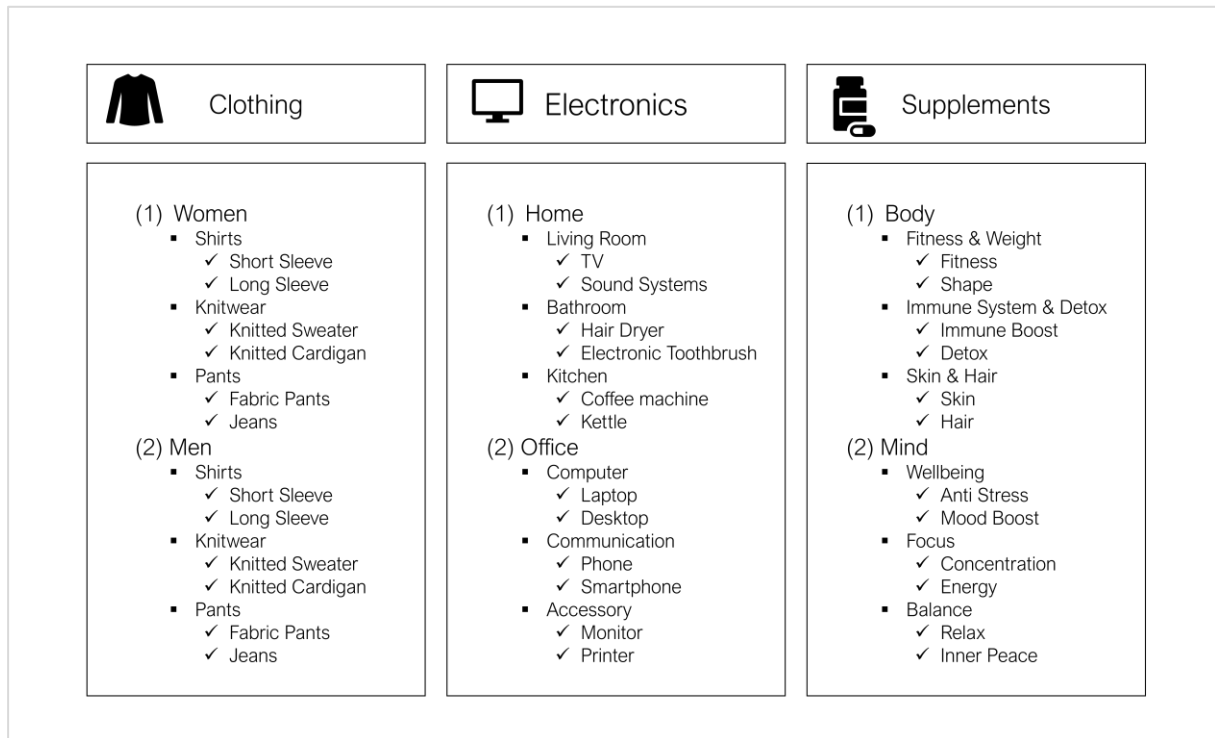 Clothing
(1) Women
▪ Shirts
✓ Short Sleeve
✓ Long Sleeve
▪ Knitwear
✓ Knitted Sweater
✓ Knitted Cardigan
▪ Pants
✓ Fabric Pants
✓ Jeans
(2) Men
▪ Shirts
✓ Short Sleeve
✓ Long Sleeve
▪ Knitwear
✓ Knitted Sweater
✓ Knitted Cardigan
▪ Pants
✓ Fabric Pants
✓ Jeans
Electronics
(1) Home
▪ Living Room
✓ TV
✓ Sound Systems
▪ Bathroom
✓ Hair Dryer
✓ Electronic Toothbrush
▪ Kitchen
✓ Coffee machine
✓ Kettle
(2) Office
▪ Computer
✓ Laptop
✓ Desktop
▪ Communication
✓ Phone
✓ Smartphone
▪ Accessory
✓ Monitor
✓ Printer
Supplements
(1) Body
▪ Fitness & Weight
✓ Fitness
✓ Shape
▪ Immune System & Detox
✓ Immune Boost
✓ Detox
▪ Skin & Hair
✓ Skin
✓ Hair
(2) Mind
▪ Wellbeing
✓ Anti Stress
✓ Mood Boost
▪ Focus
✓ Concentration
✓ Energy
▪ Balance
✓ Relax
✓ Inner Peace